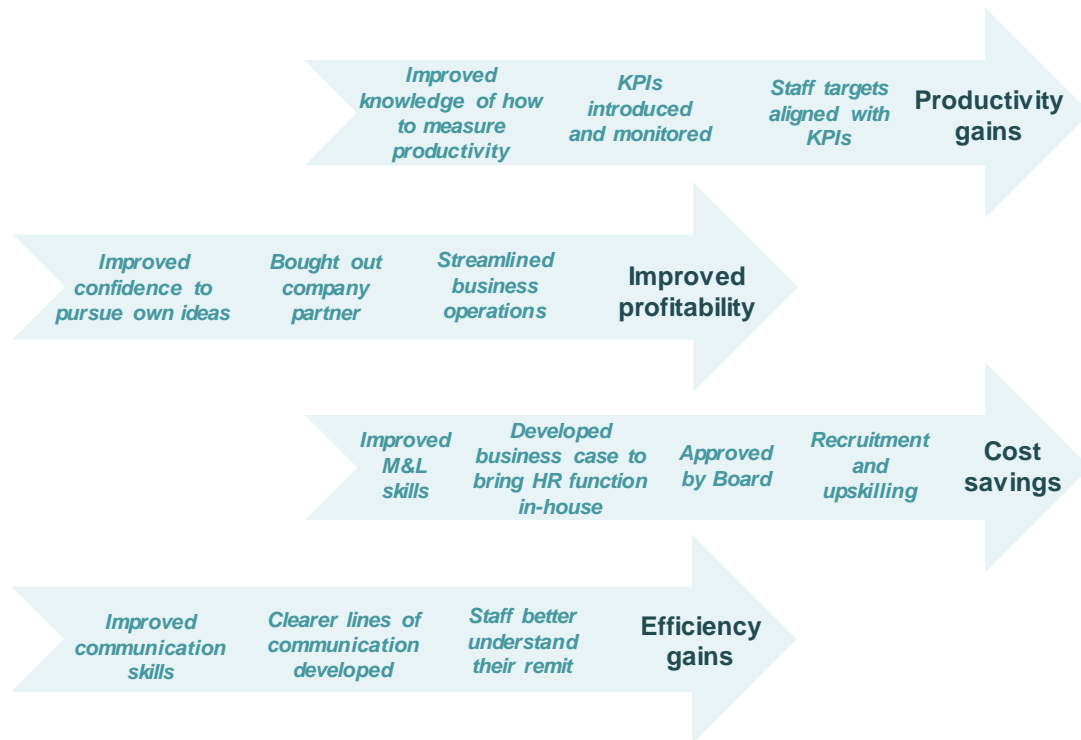 Improved
knowledge of how
to measure
productivity
KPIs
introduced
and monitored
Staff targets
aligned with
KPIs
Productivity
gains
Improved
confidence to
pursue own ideas
Bought out
company
partner
Streamlined
business
operations
Improved
profitability
Improved
M&L
skills
Developed
business case to
bring HR function
in-house
Approved
by Board
Recruitment
and
upskilling
Cost
savings
Improved
communication
skills
Clearer lines of
communication
developed
Staff better
understand
their remit
Efficiency
gains